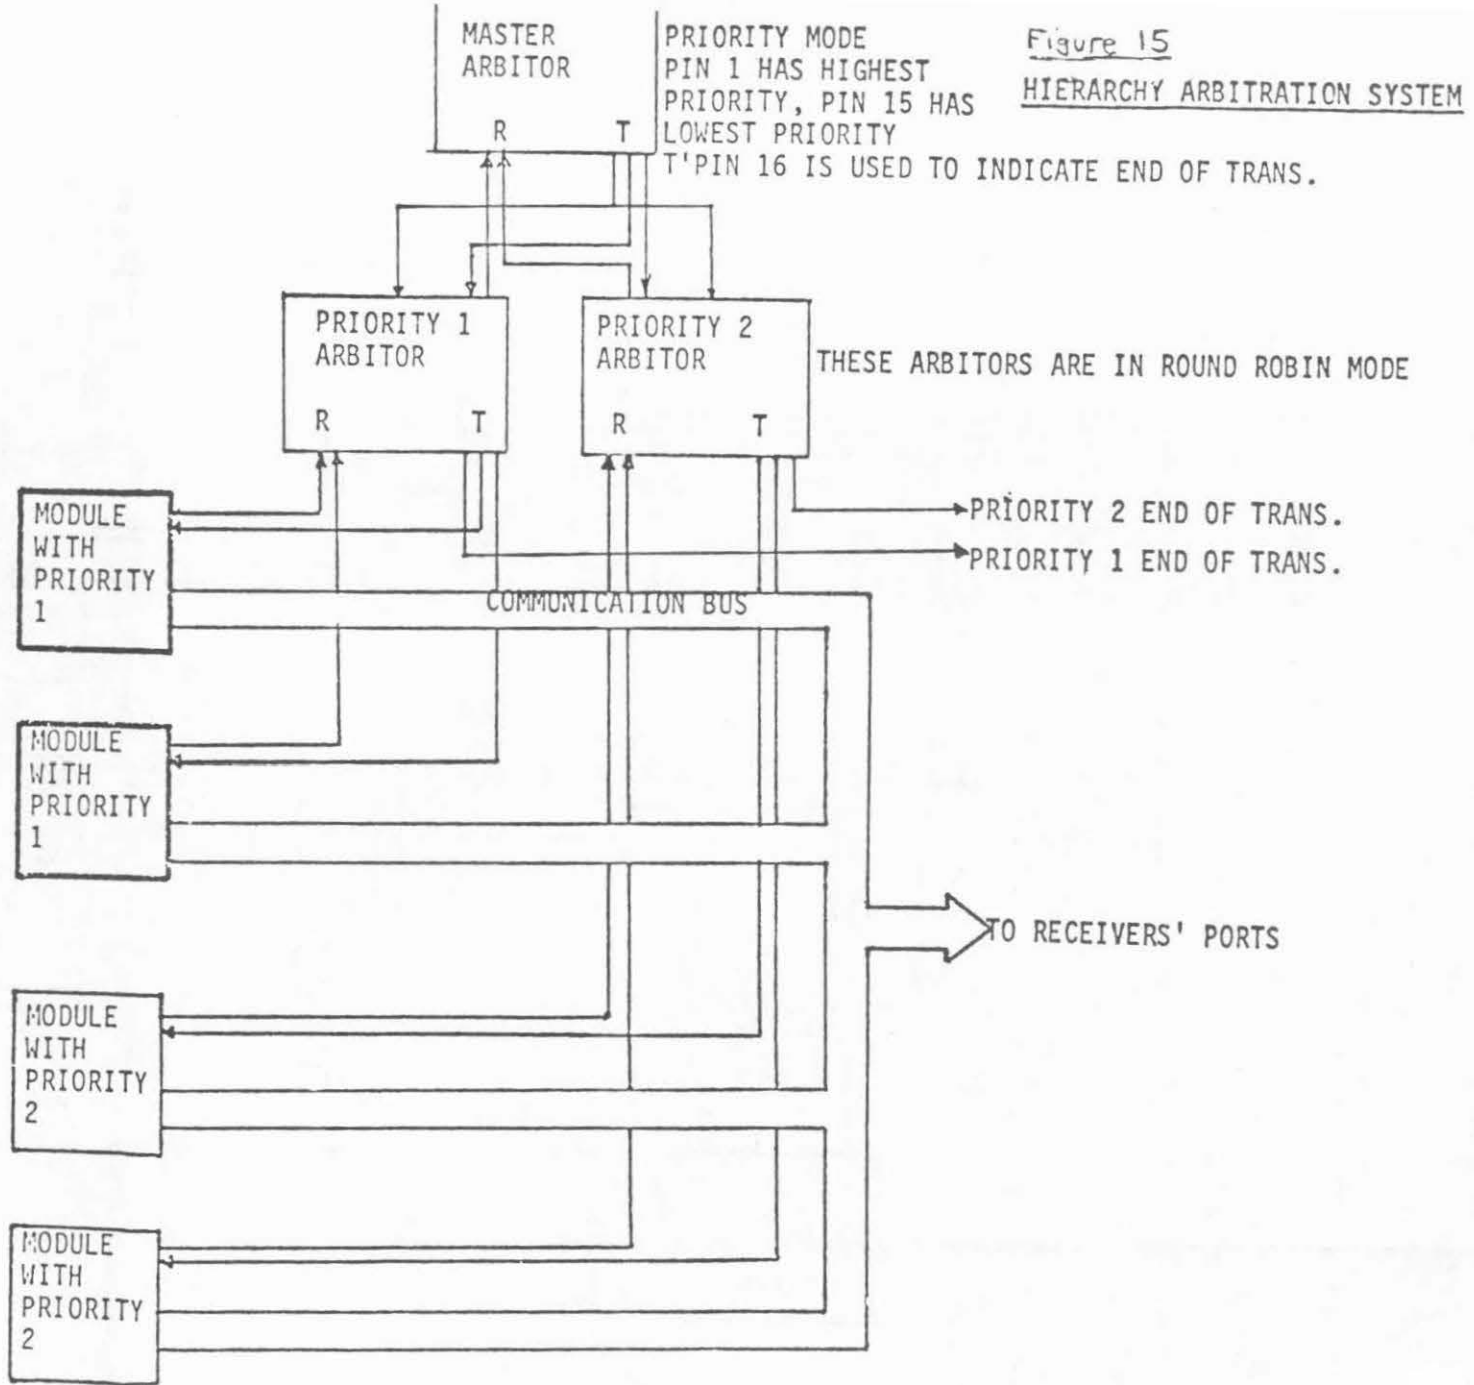 Figure 15
HIERARCHY ARBITRATION SYSTEM
MASTER
ARBITOR
R
T
PRIORITY MODE
PIN 1 HAS HIGHEST
PRIORITY, PIN 15 HAS
LOWEST PRIORITY
T'PIN 16 IS USED TO INDICATE END OF TRANS.
PRIORITY 1
ARBITOR
R
T
PRIORITY 2
ARBITOR
R
T
THESE ARBITORS ARE IN ROUND ROBIN MODE
PRIORITY 2 END OF TRANS.
PRIORITY 1 END OF TRANS.
MODULE
WITH
PRIORITY
1
COMMUNICATION BUS
MODULE
WITH
PRIORITY
1
TO RECEIVERS' PORTS
MODULE
WITH
PRIORITY
2
MODULE
WITH
PRIORITY
2